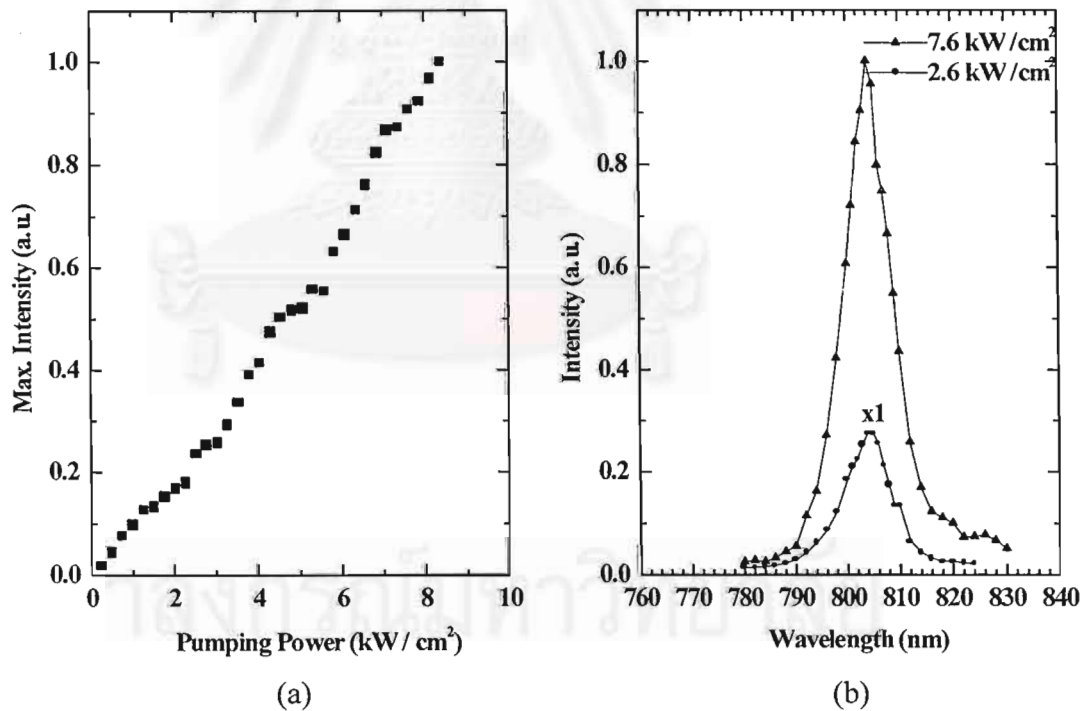 1.0
0.8
0.6
0.4
0.2
0.0
Max. Intensity (a.u.)
0 2 4 6 8 10
Pumping Power (kW / cm²)
(a)
7.6 kW/cm²
2.6 kW/cm²
x1
1.0
0.8
0.6
0.4
0.2
0.0
Intensity (a.u.)
760 770 780 790 800 810 820 830 840
Wavelength (nm)
(b)